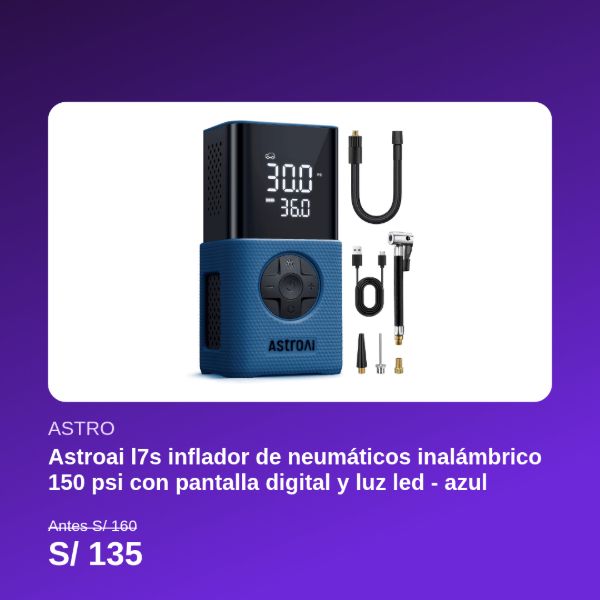 30.0
36.0
AstroAI
ASTRO
Astroai l7s inflador de neumáticos inalámbrico
150 psi con pantalla digital y luz led - azul
Antes S/ 160
S/ 135